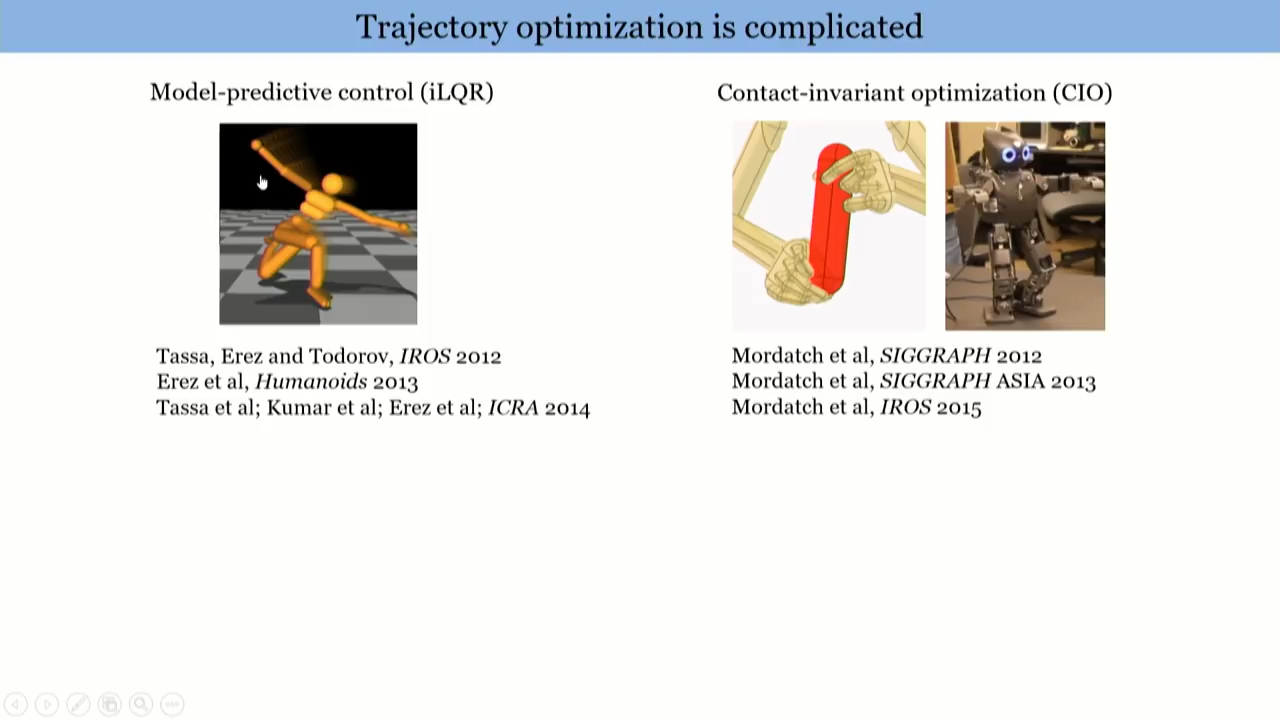 Trajectory optimization is complicated
Model-predictive control (iLQR)
Tassa, Erez and Todorov, IROS 2012
Erez et al, Humanoids 2013
Tassa et al; Kumar et al; Erez et al; ICRA 2014
Contact-invariant optimization (CIO)
Mordatch et al, SIGGRAPH 2012
Mordatch et al, SIGGRAPH ASIA 2013
Mordatch et al, IROS 2015